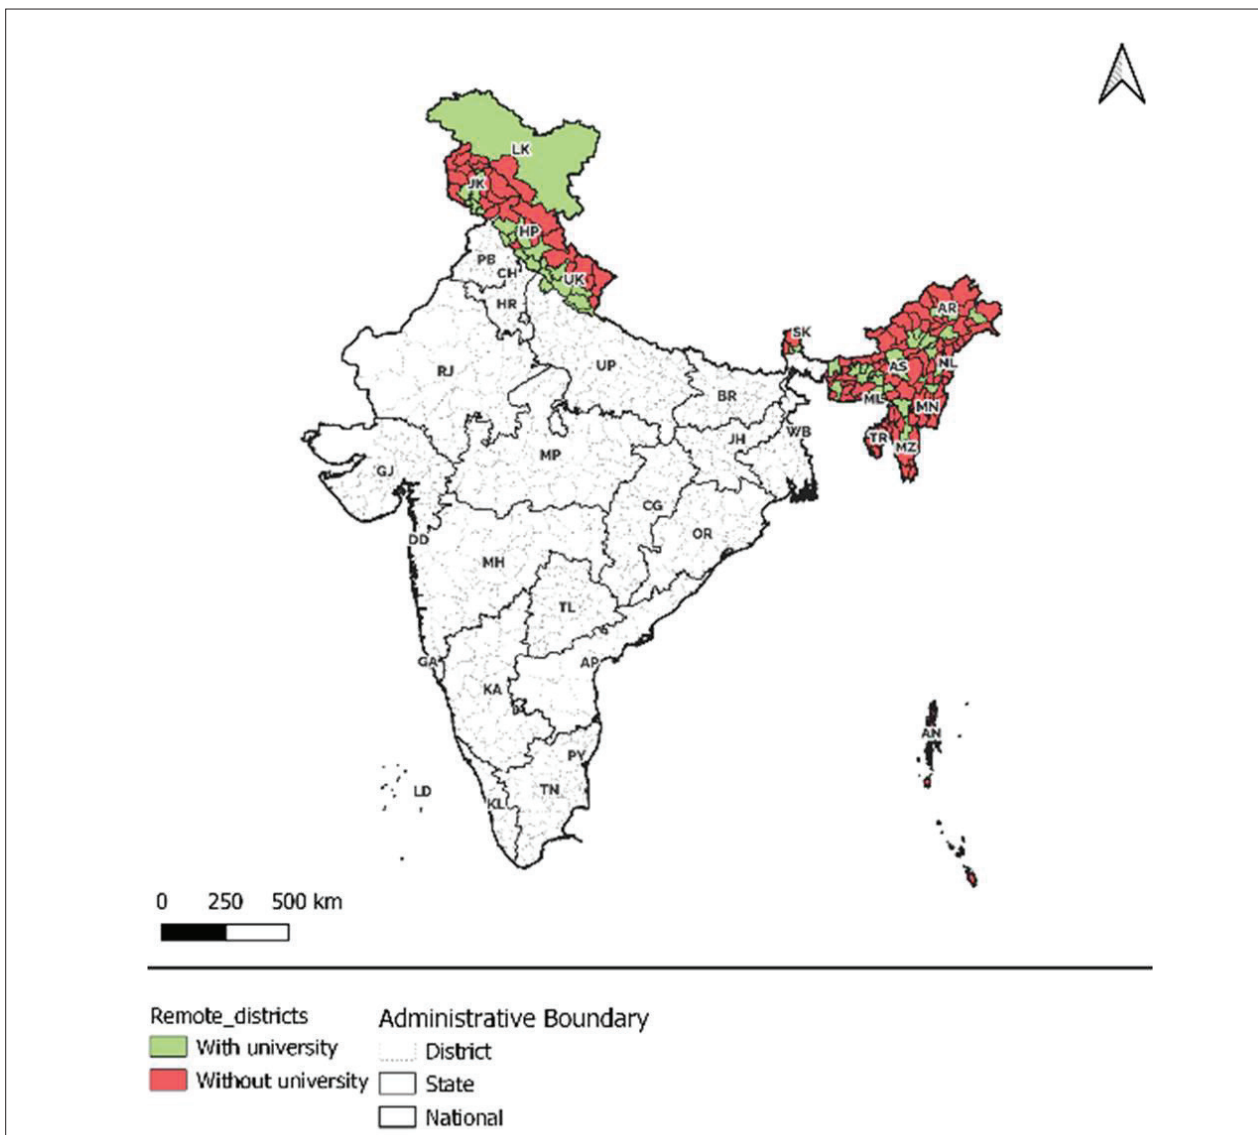 LK
JK
HP
PB
CH
UK
HR
AR
SK
RJ
UP
AS
NL
BR
ML
MN
JH
WB
TR
MZ
MP
GJ
CG
OR
DD
MH
TL
GA
AP
KA
AN
PY
LD
KL
TN
0 250 500 km
Remote_districts
With university
Without university
Administrative Boundary
District
State
National